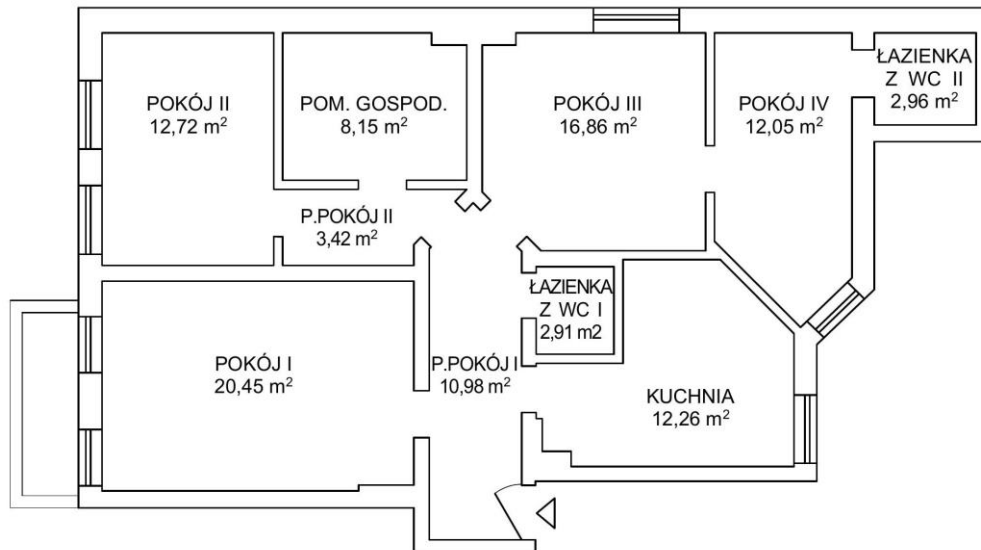 POKÓJ II
12,72 m²
POM. GOSPOD.
8,15 m²
POKÓJ III
16,86 m²
POKÓJ IV
12,05 m²
ŁAZIENKA
Z WC II
2,96 m²
P.POKÓJ II
3,42 m²
ŁAZIENKA
Z WC I
2,91 m2
POKÓJ I
20,45 m²
P.POKÓJ I
10,98 m²
KUCHNIA
12,26 m²